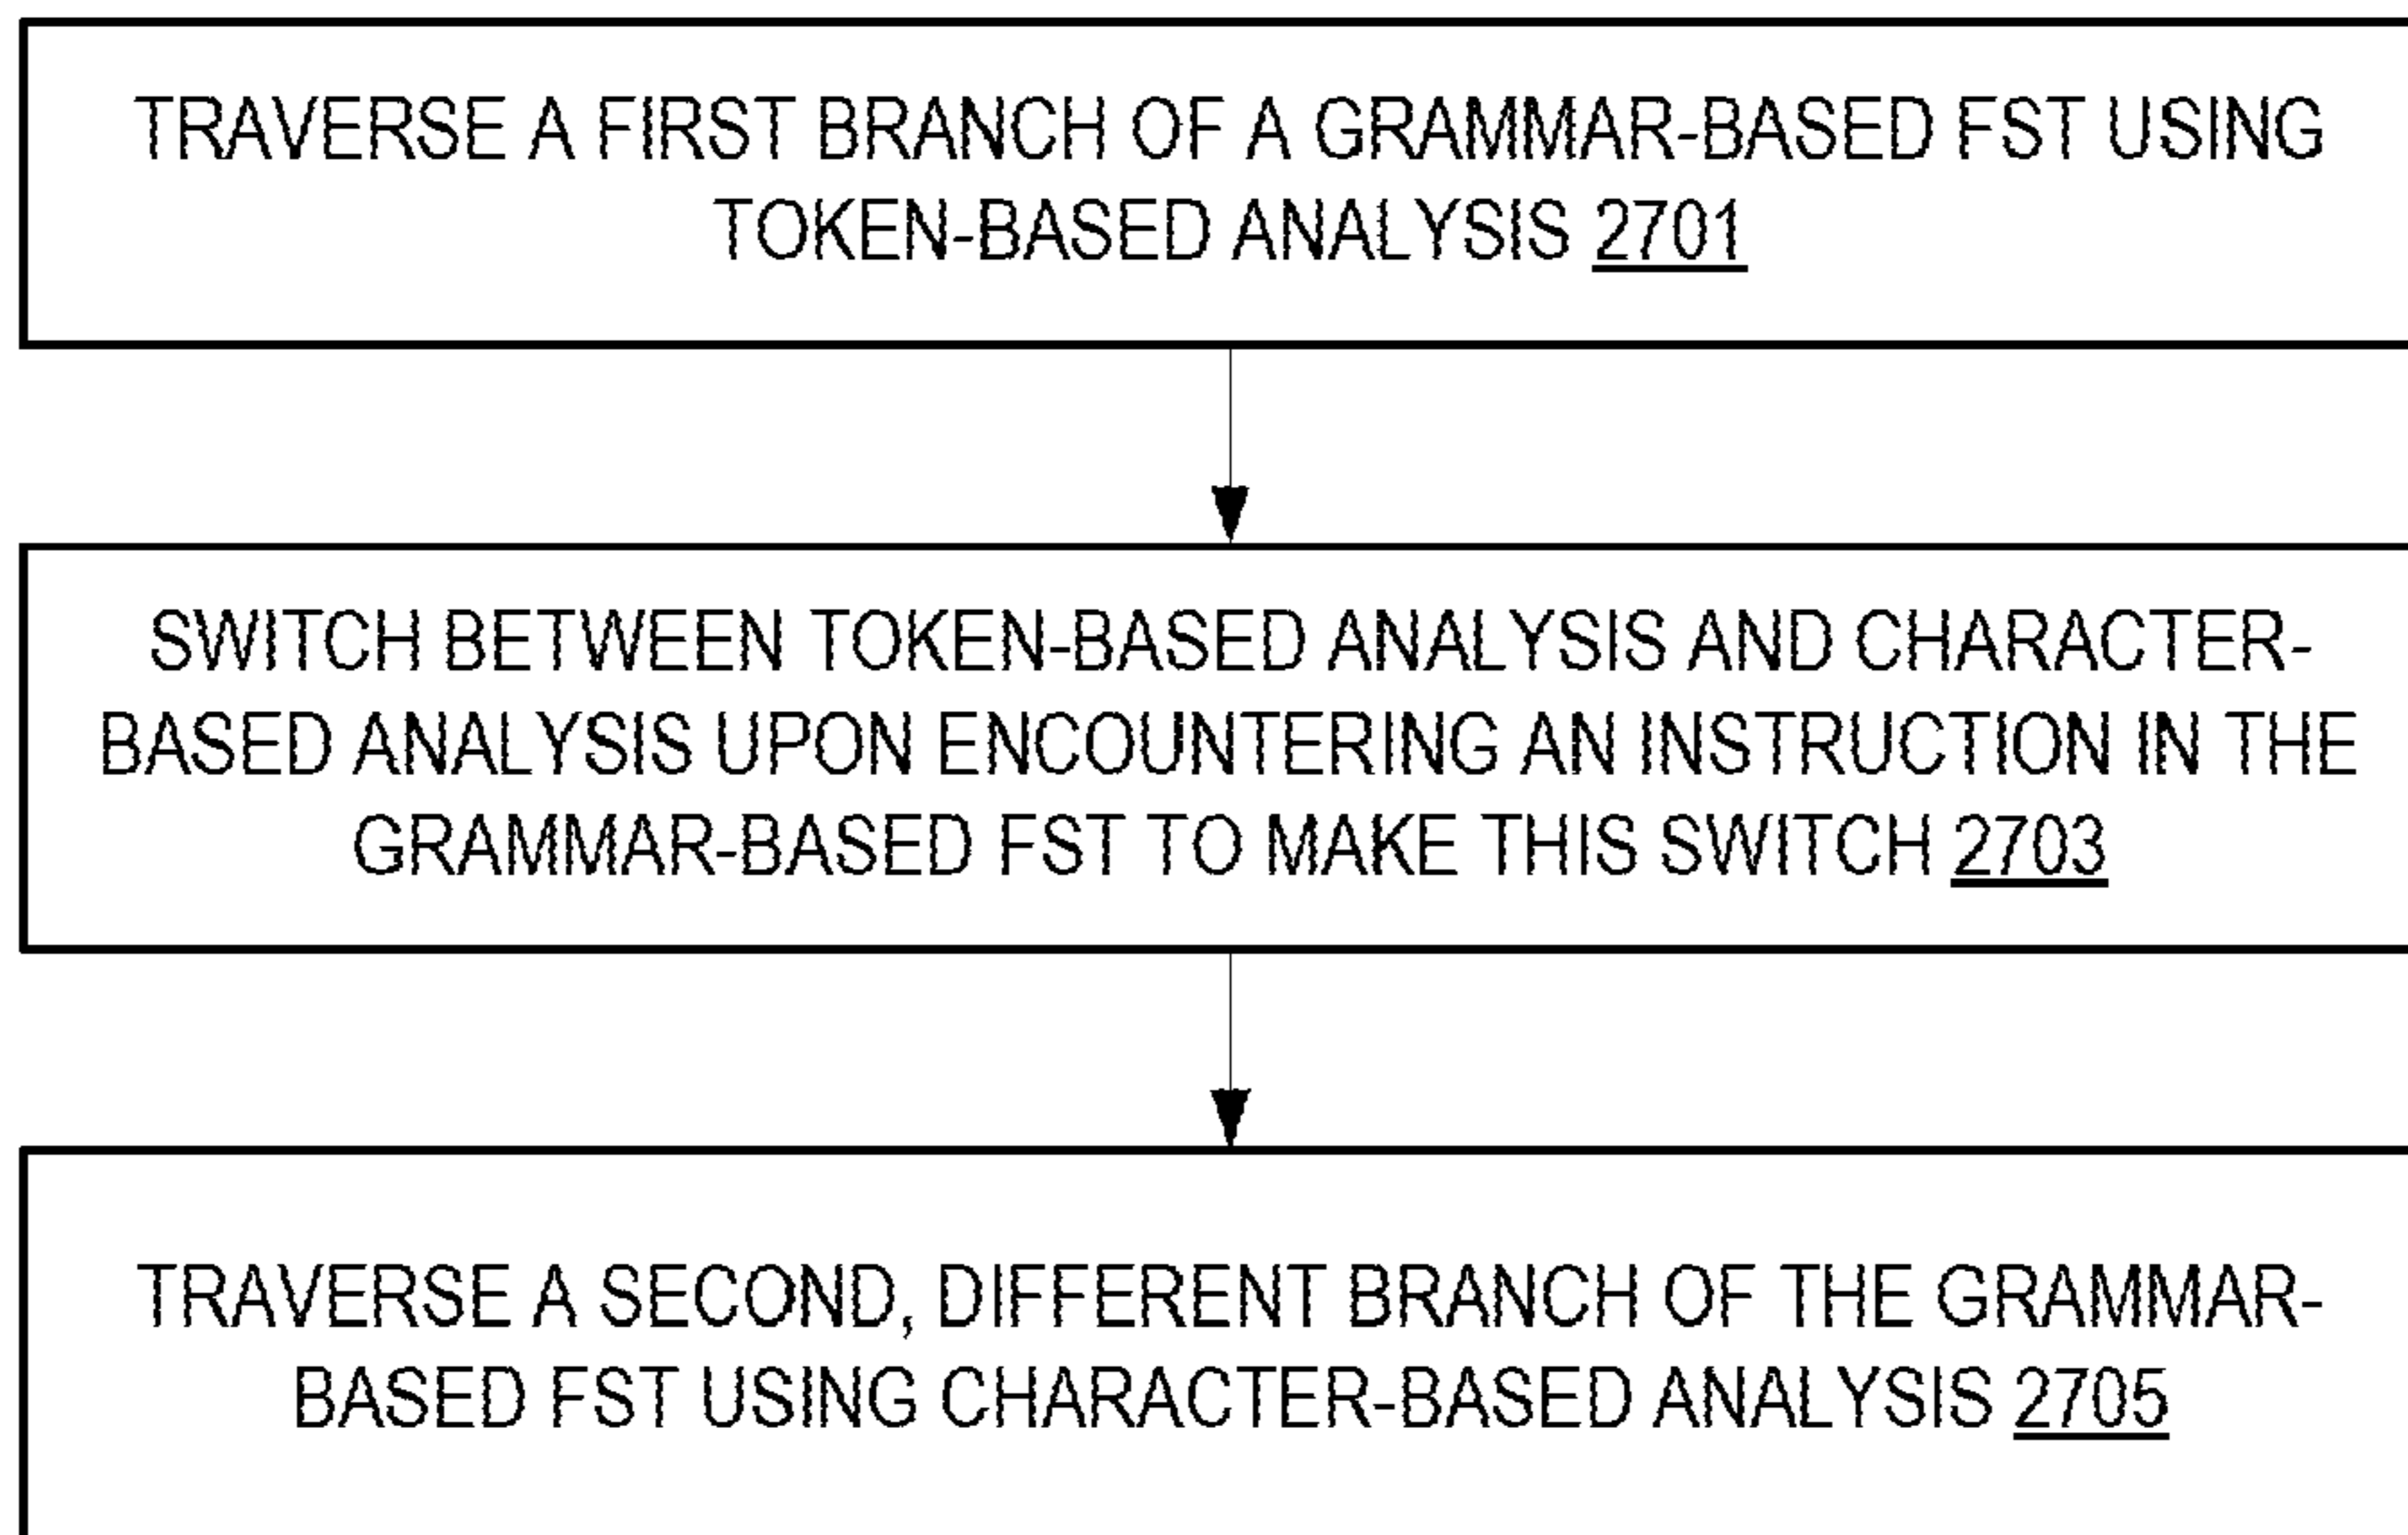 TRAVERSE A FIRST BRANCH OF A GRAMMAR-BASED FST USING
TOKEN-BASED ANALYSIS 2701
SWITCH BETWEEN TOKEN-BASED ANALYSIS AND CHARACTER-
BASED ANALYSIS UPON ENCOUNTERING AN INSTRUCTION IN THE
GRAMMAR-BASED FST TO MAKE THIS SWITCH 2703
TRAVERSE A SECOND, DIFFERENT BRANCH OF THE GRAMMAR-
BASED FST USING CHARACTER-BASED ANALYSIS 2705